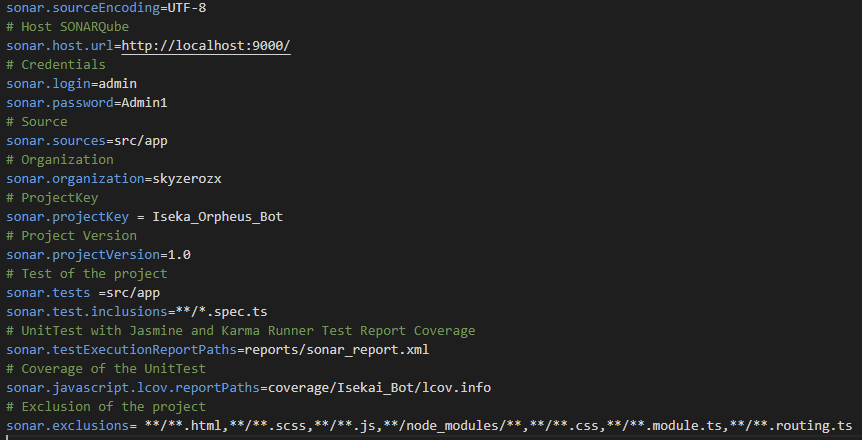 sonar.sourceEncoding=UTF-8
# Host SONARQube
sonar.host.url=http://localhost:9000/
# Credentials
sonar.login=admin
sonar.password=Admin1
# Source
sonar.sources=src/app
# Organization
sonar.organization=skyzerozx
# ProjectKey
sonar.projectKey = Iseka_Orpheus_Bot
# Project Version
sonar.projectVersion=1.0
# Test of the project
sonar.tests =src/app
sonar.test.inclusions=**/*.spec.ts
# UnitTest with Jasmine and Karma Runner Test Report Coverage
sonar.testExecutionReportPaths=reports/sonar_report.xml
# Coverage of the UnitTest
sonar.javascript.lcov.reportPaths=coverage/Isekai_Bot/lcov.info
# Exclusion of the project
sonar.exclusions= **/**.html,**/**.scss,**/**.js,**/node_modules/**,**/**.css,**/**.module.ts,**/**.routing.ts